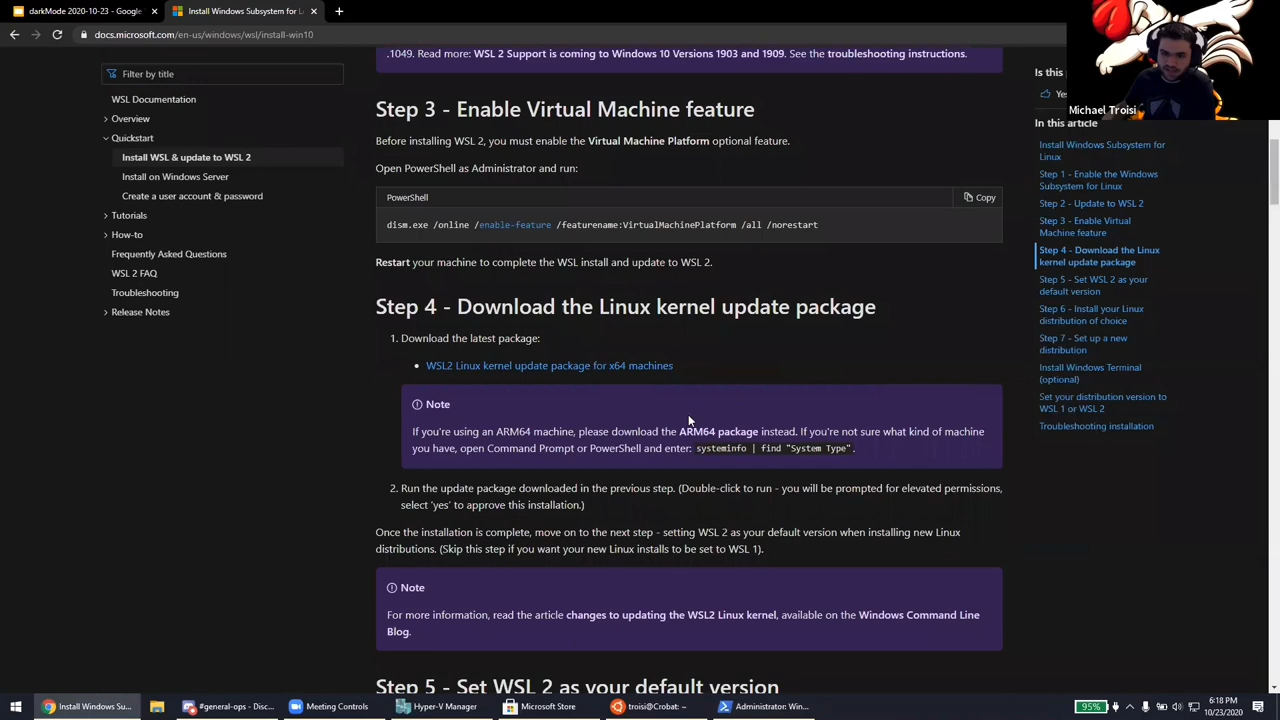 darkMode 2020-10-23 - Google
Install Windows Subsystem for L
docs.microsoft.com/en-us/windows/wsl/install-win10
Michael Troisi
Filter by title
WSL Documentation
Overview
Quickstart
Install WSL & update to WSL 2
Install on Windows Server
Create a user account & password
Tutorials
How-to
Frequently Asked Questions
WSL 2 FAQ
Troubleshooting
Release Notes
.1049. Read more: WSL 2 Support is coming to Windows 10 Versions 1903 and 1909. See the troubleshooting instructions.
Step 3 - Enable Virtual Machine feature
Before installing WSL 2, you must enable the Virtual Machine Platform optional feature.
Open PowerShell as Administrator and run:
PowerShell
Copy
dism.exe /online /enable-feature /featurename:VirtualMachinePlatform /all /norestart
Restart your machine to complete the WSL install and update to WSL 2.
Step 4 - Download the Linux kernel update package
1. Download the latest package:
• WSL2 Linux kernel update package for x64 machines
Note
If you're using an ARM64 machine, please download the ARM64 package instead. If you're not sure what kind of machine
you have, open Command Prompt or PowerShell and enter: systeminfo | find "System Type".
2. Run the update package downloaded in the previous step. (Double-click to run - you will be prompted for elevated permissions,
select 'yes' to approve this installation.)
Once the installation is complete, move on to the next step - setting WSL 2 as your default version when installing new Linux
distributions. (Skip this step if you want your new Linux installs to be set to WSL 1).
Note
For more information, read the article changes to updating the WSL2 Linux kernel, available on the Windows Command Line
Blog.
Step 5 - Set WSL 2 as your default version
Is this p
Yes
In this article
Install Windows Subsystem for
Linux
Step 1 - Enable the Windows
Subsystem for Linux
Step 2 - Update to WSL 2
Step 3 - Enable Virtual
Machine feature
Step 4 - Download the Linux
kernel update package
Step 5 - Set WSL 2 as your
default version
Step 6 - Install your Linux
distribution of choice
Step 7 - Set up a new
distribution
Install Windows Terminal
(optional)
Set your distribution version to
WSL 1 or WSL 2
Troubleshooting installation
Install Windows Su...
#general-ops - Disc...
Meeting Controls
Hyper-V Manager
Microsoft Store
troisi@Crobat: ~
Administrator: Win...
95%
6:18 PM
10/23/2020